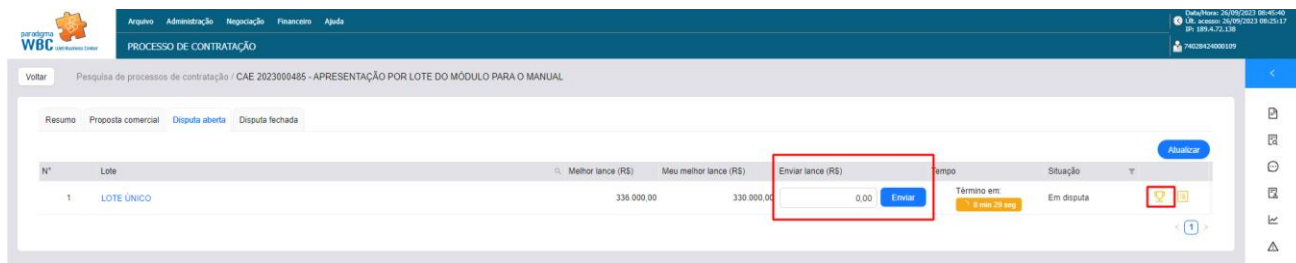 paradigma
WBC
Arquivo Administração Negociação Financeiro Ajuda
Data/Hora: 26/09/2023 08:45:40
Últ. acesso: 26/09/2023 08:25:17
IP: 189.4.72.138
PROCESSO DE CONTRATAÇÃO
74028424000109
Voltar Pesquisa de processos de contratação / CAE 2023000485 - APRESENTAÇÃO POR LOTE DO MÓDULO PARA O MANUAL
Resumo Proposta comercial Disputa aberta Disputa fechada
Atualizar
N° Lote Melhor lance (R$) Meu melhor lance (R$) Enviar lance (R$) Tempo Situação
1 LOTE ÚNICO 336.000,00 330.000,00 0,00 Enviar Término em: 8 min 29 seg Em disputa
< 1 >